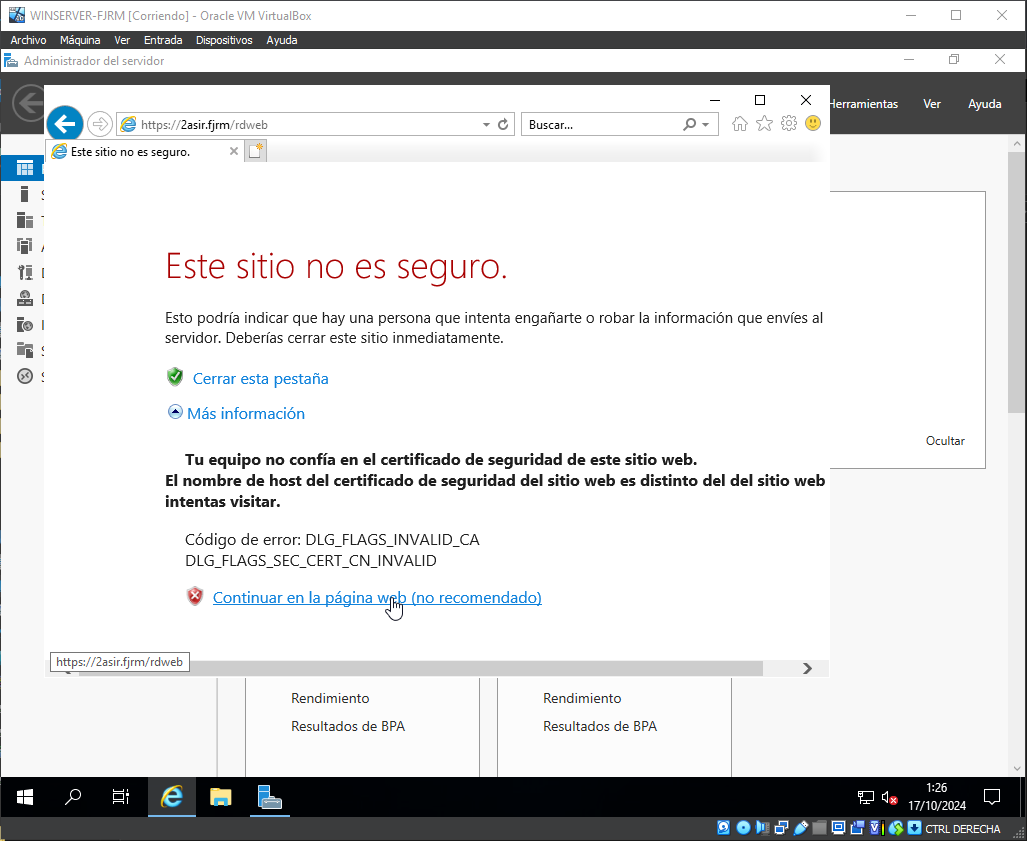 WINSERVER-FJRM [Corriendo] - Oracle VM VirtualBox
Archivo Máquina Ver Entrada Dispositivos Ayuda
Administrador del servidor
Herramientas Ver Ayuda
https://2asir.fjrm/rdweb
Buscar...
Este sitio no es seguro.
Este sitio no es seguro.
Esto podría indicar que hay una persona que intenta engañarte o robar la información que envíes al
servidor. Deberías cerrar este sitio inmediatamente.
Cerrar esta pestaña
Más información
Tu equipo no confía en el certificado de seguridad de este sitio web.
El nombre de host del certificado de seguridad del sitio web es distinto del del sitio web
intentas visitar.
Código de error: DLG_FLAGS_INVALID_CA
DLG_FLAGS_SEC_CERT_CN_INVALID
Continuar en la página web (no recomendado)
https://2asir.fjrm/rdweb
Ocultar
Rendimiento Rendimiento
Resultados de BPA Resultados de BPA
1:26
17/10/2024
CTRL DERECHA